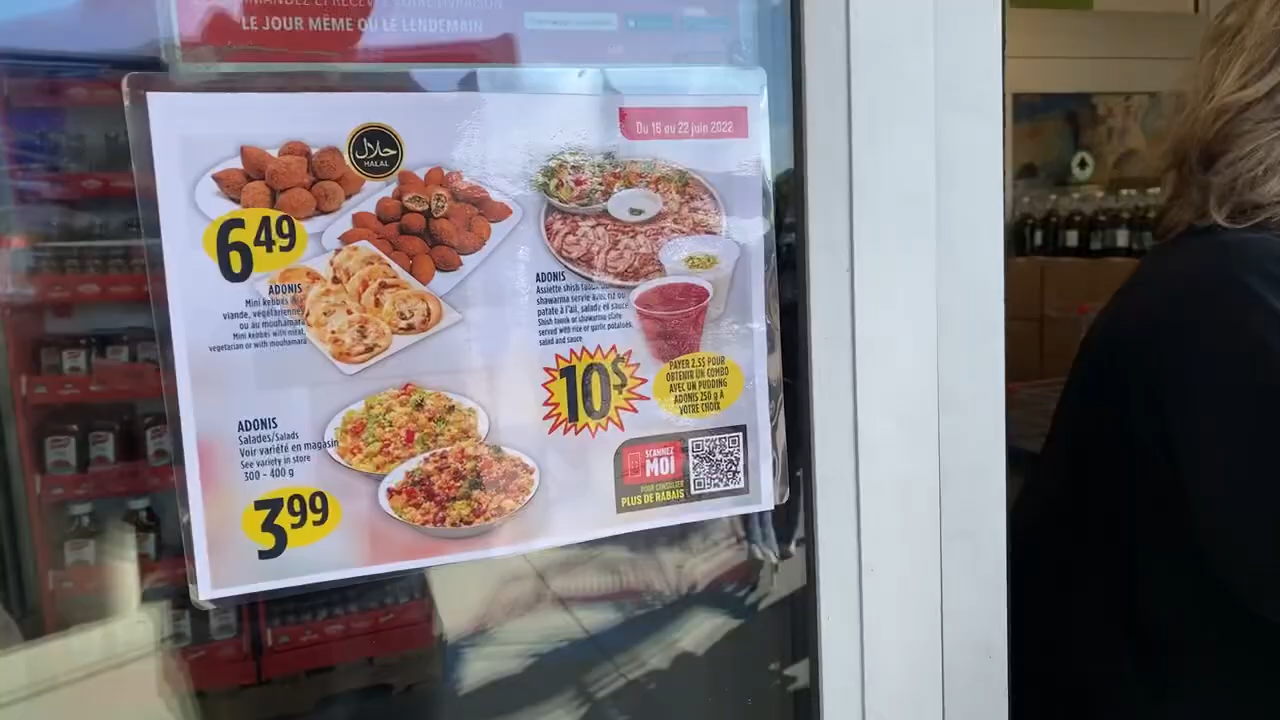 LE JOUR MÊME OU LE LENDEMAIN
Du 16 au 22 juin 2022
حلال
HALAL
6 49
ADONIS
Mini kebbes à
viande, végétariennes
ou au mouhamara
Mini kebbes with meat,
vegetarian or with mouhamara
ADONIS
Assiette shish taouk ou
shawarma servie avec riz ou
patate à l'ail, salade et sauce
Shish taouk or shawarma plate
served with rice or garlic potatoes,
salad and sauce
10$
PAYER 2,5$ POUR
OBTENIR UN COMBO
AVEC UN PUDDING
ADONIS 250 g À
VOTRE CHOIX
ADONIS
Salades/Salads
Voir variété en magasin
See variety in store
300 - 400 g
3 99
SCANNEZ
MOI
POUR CONSULTER
PLUS DE RABAIS